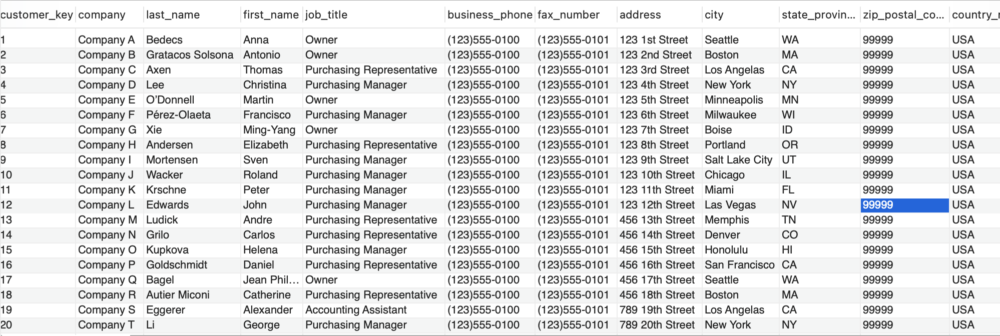 customer_key company last_name first_name job_title business_phone fax_number address city state_provin... zip_postal_co... country_r
1 Company A Bedecs Anna Owner (123)555-0100 (123)555-0101 123 1st Street Seattle WA 99999 USA
2 Company B Gratacos Solsona Antonio Owner (123)555-0100 (123)555-0101 123 2nd Street Boston MA 99999 USA
3 Company C Axen Thomas Purchasing Representative (123)555-0100 (123)555-0101 123 3rd Street Los Angelas CA 99999 USA
4 Company D Lee Christina Purchasing Manager (123)555-0100 (123)555-0101 123 4th Street New York NY 99999 USA
5 Company E O’Donnell Martin Owner (123)555-0100 (123)555-0101 123 5th Street Minneapolis MN 99999 USA
6 Company F Pérez-Olaeta Francisco Purchasing Manager (123)555-0100 (123)555-0101 123 6th Street Milwaukee WI 99999 USA
7 Company G Xie Ming-Yang Owner (123)555-0100 (123)555-0101 123 7th Street Boise ID 99999 USA
8 Company H Andersen Elizabeth Purchasing Representative (123)555-0100 (123)555-0101 123 8th Street Portland OR 99999 USA
9 Company I Mortensen Sven Purchasing Manager (123)555-0100 (123)555-0101 123 9th Street Salt Lake City UT 99999 USA
10 Company J Wacker Roland Purchasing Manager (123)555-0100 (123)555-0101 123 10th Street Chicago IL 99999 USA
11 Company K Krschne Peter Purchasing Manager (123)555-0100 (123)555-0101 123 11th Street Miami FL 99999 USA
12 Company L Edwards John Purchasing Manager (123)555-0100 (123)555-0101 123 12th Street Las Vegas NV 99999 USA
13 Company M Ludick Andre Purchasing Representative (123)555-0100 (123)555-0101 456 13th Street Memphis TN 99999 USA
14 Company N Grilo Carlos Purchasing Representative (123)555-0100 (123)555-0101 456 14th Street Denver CO 99999 USA
15 Company O Kupkova Helena Purchasing Manager (123)555-0100 (123)555-0101 456 15th Street Honolulu HI 99999 USA
16 Company P Goldschmidt Daniel Purchasing Representative (123)555-0100 (123)555-0101 456 16th Street San Francisco CA 99999 USA
17 Company Q Bagel Jean Phil... Owner (123)555-0100 (123)555-0101 456 17th Street Seattle WA 99999 USA
18 Company R Autier Miconi Catherine Purchasing Representative (123)555-0100 (123)555-0101 456 18th Street Boston MA 99999 USA
19 Company S Eggerer Alexander Accounting Assistant (123)555-0100 (123)555-0101 789 19th Street Los Angelas CA 99999 USA
20 Company T Li George Purchasing Manager (123)555-0100 (123)555-0101 789 20th Street New York NY 99999 USA